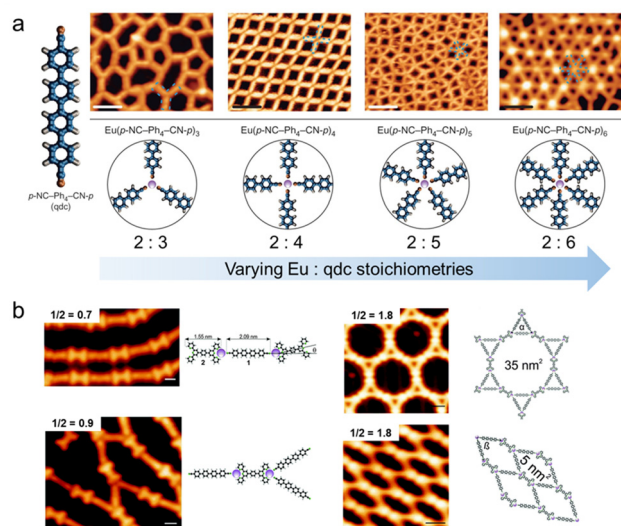 a
Eu(p-NC–Ph4–CN-p)3
Eu(p-NC–Ph4–CN-p)4
Eu(p-NC–Ph4–CN-p)5
Eu(p-NC–Ph4–CN-p)6
p-NC–Ph4–CN-p
(qdc)
2 : 3
2 : 4
2 : 5
2 : 6
Varying Eu : qdc stoichiometries
b
1/2 = 0.7
1.55 nm
2.09 nm
θ
2
1
1/2 = 1.8
α
35 nm²
1/2 = 0.9
1/2 = 1.8
ß
5 nm²